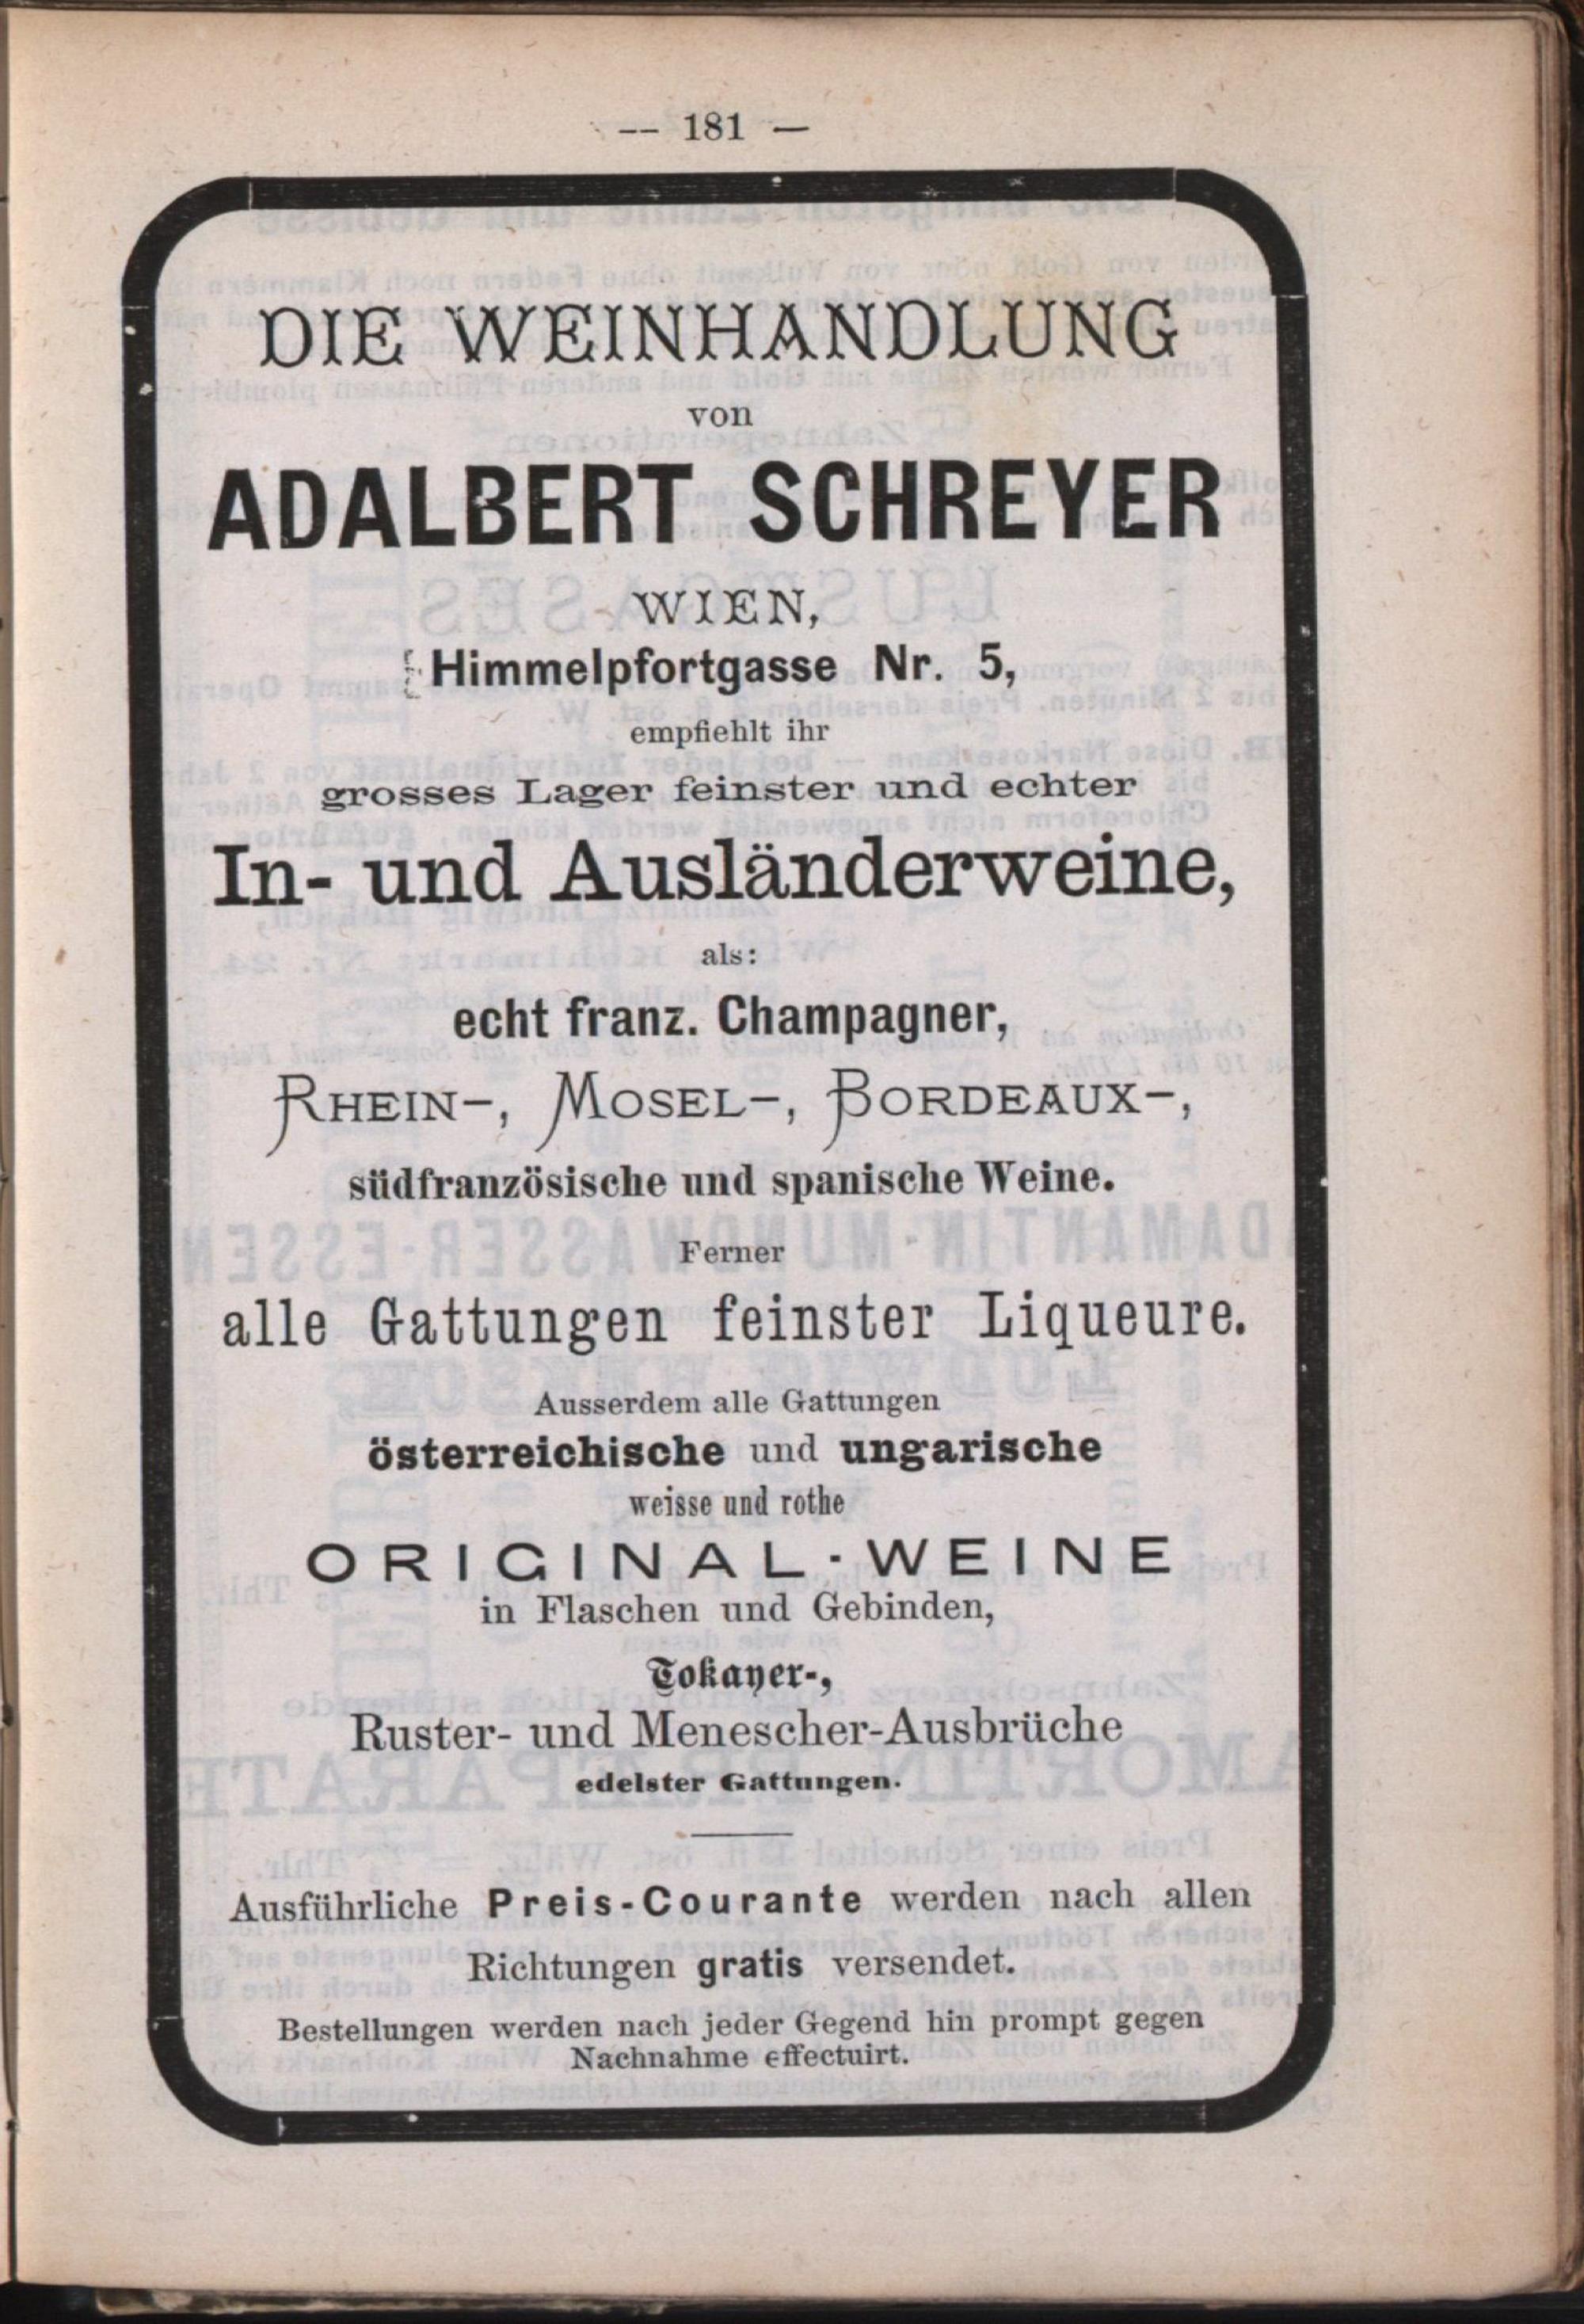 — 181 —
DIE WEINHANDLUNG
von
ADALBERT SCHREYER
WIEN,
Himmelpfortgasse Nr. 5,
empfiehlt ihr
grosses Lager feinster und echter
In- und Ausländerweine,
als:
echt franz. Champagner,
RHEIN-, MOSEL-, BORDEAUX-,
südfranzösische und spanische Weine.
Ferner
alle Gattungen feinster Liqueure.
Ausserdem alle Gattungen
österreichische und ungarische
weisse und rothe
ORIGINAL-WEINE
in Flaschen und Gebinden,
Tokayer-,
Ruster- und Menescher-Ausbrüche
edelster Gattungen.
Ausführliche Preis-Courante werden nach allen
Richtungen gratis versendet.
Bestellungen werden nach jeder Gegend hin prompt gegen
Nachnahme effectuirt.